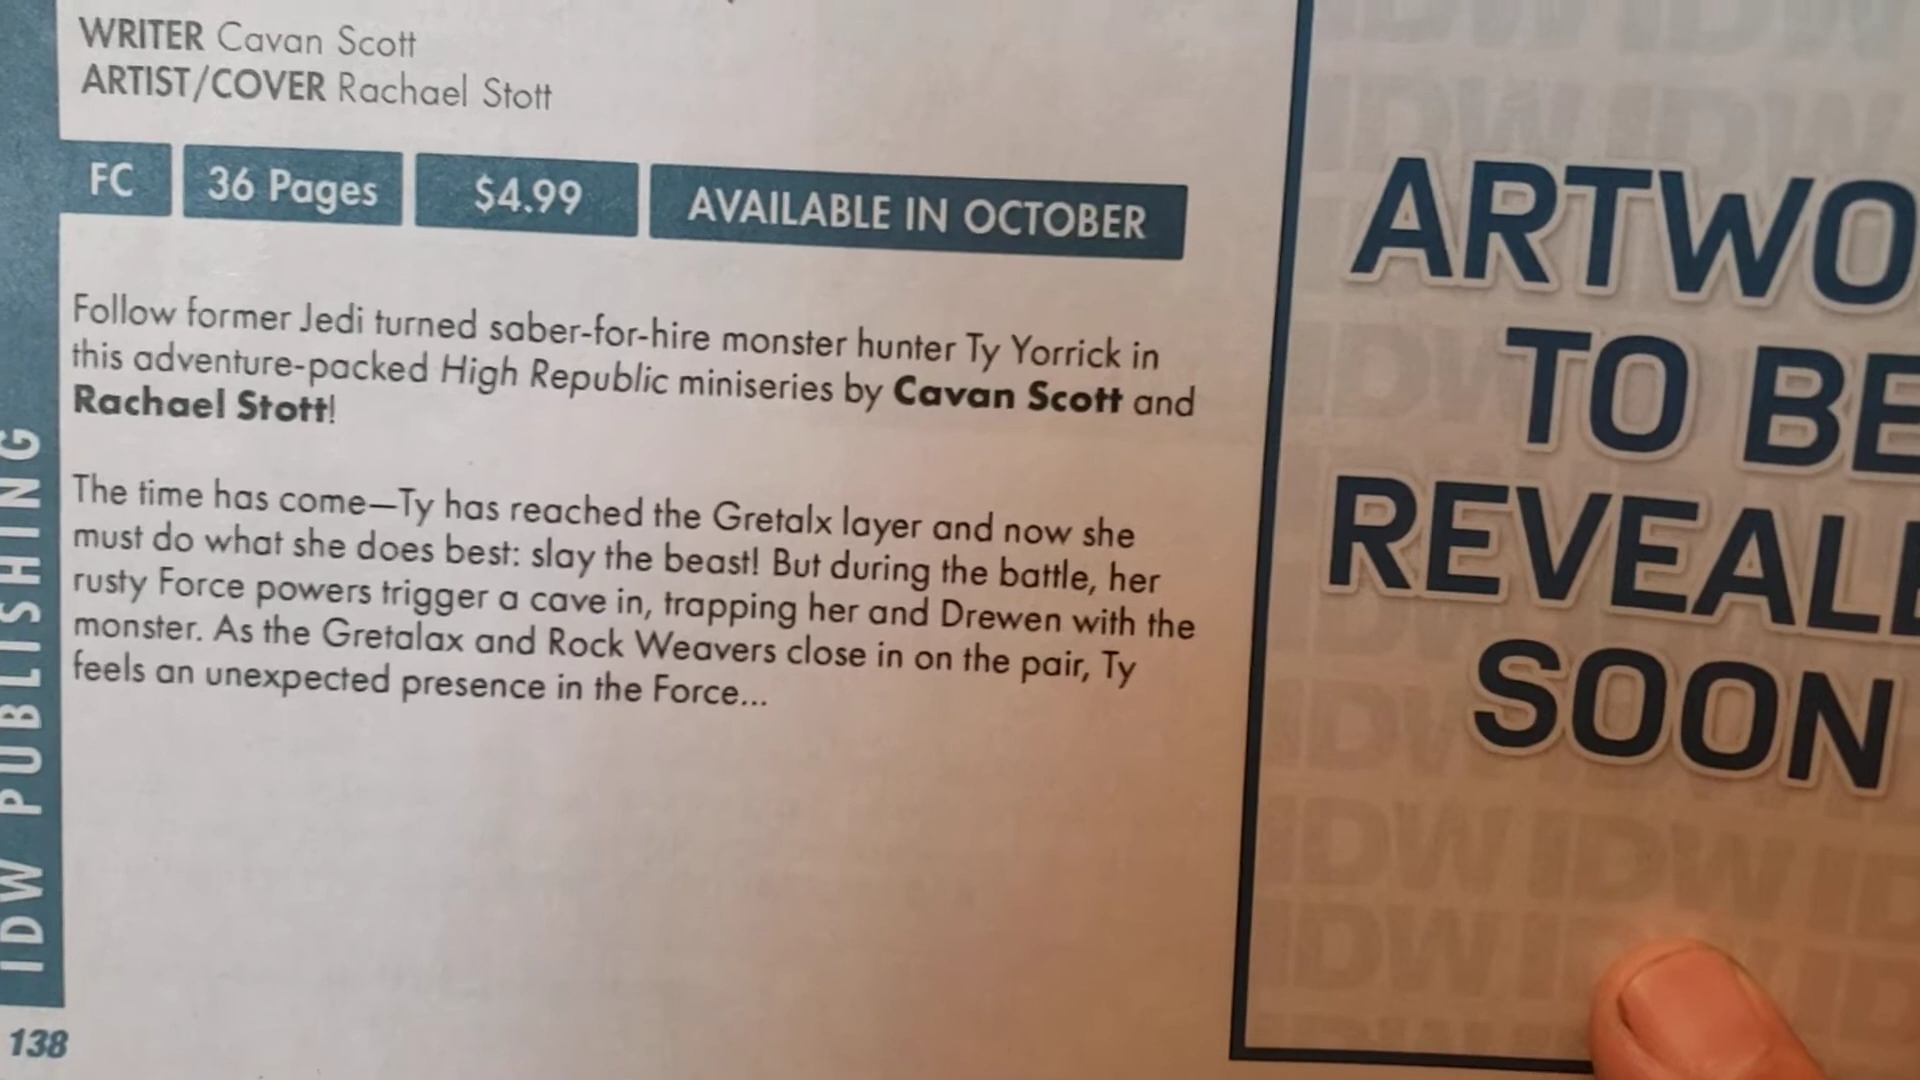 WRITER Cavan Scott
ARTIST/COVER Rachael Stott
FC
36 Pages
$4.99
AVAILABLE IN OCTOBER
Follow former Jedi turned saber-for-hire monster hunter Ty Yorrick in
this adventure-packed High Republic miniseries by Cavan Scott and
Rachael Stott!
The time has come—Ty has reached the Gretalx layer and now she
must do what she does best: slay the beast! But during the battle, her
rusty Force powers trigger a cave in, trapping her and Drewen with the
monster. As the Gretalax and Rock Weavers close in on the pair, Ty
feels an unexpected presence in the Force...
IDW PUBLISHING
138
ARTWO
TO BE
REVEALE
SOON